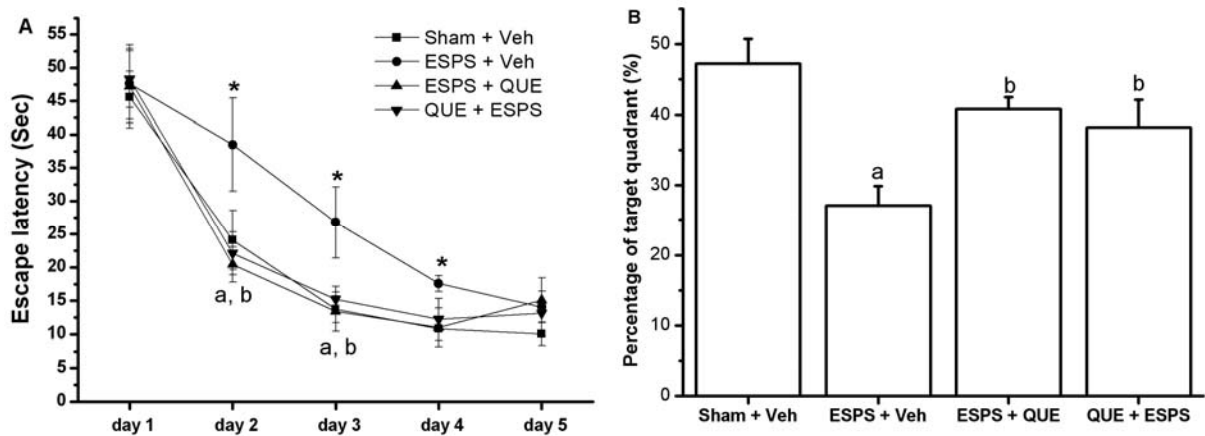 A
Escape latency (Sec)
55
50
45
40
35
30
25
20
15
10
5
0
Sham + Veh
ESPS + Veh
ESPS + QUE
QUE + ESPS
*
*
*
a, b
a, b
day 1
day 2
day 3
day 4
day 5
B
Percentage of target quadrant (%)
50
40
30
20
10
0
a
b
b
Sham + Veh
ESPS + Veh
ESPS + QUE
QUE + ESPS